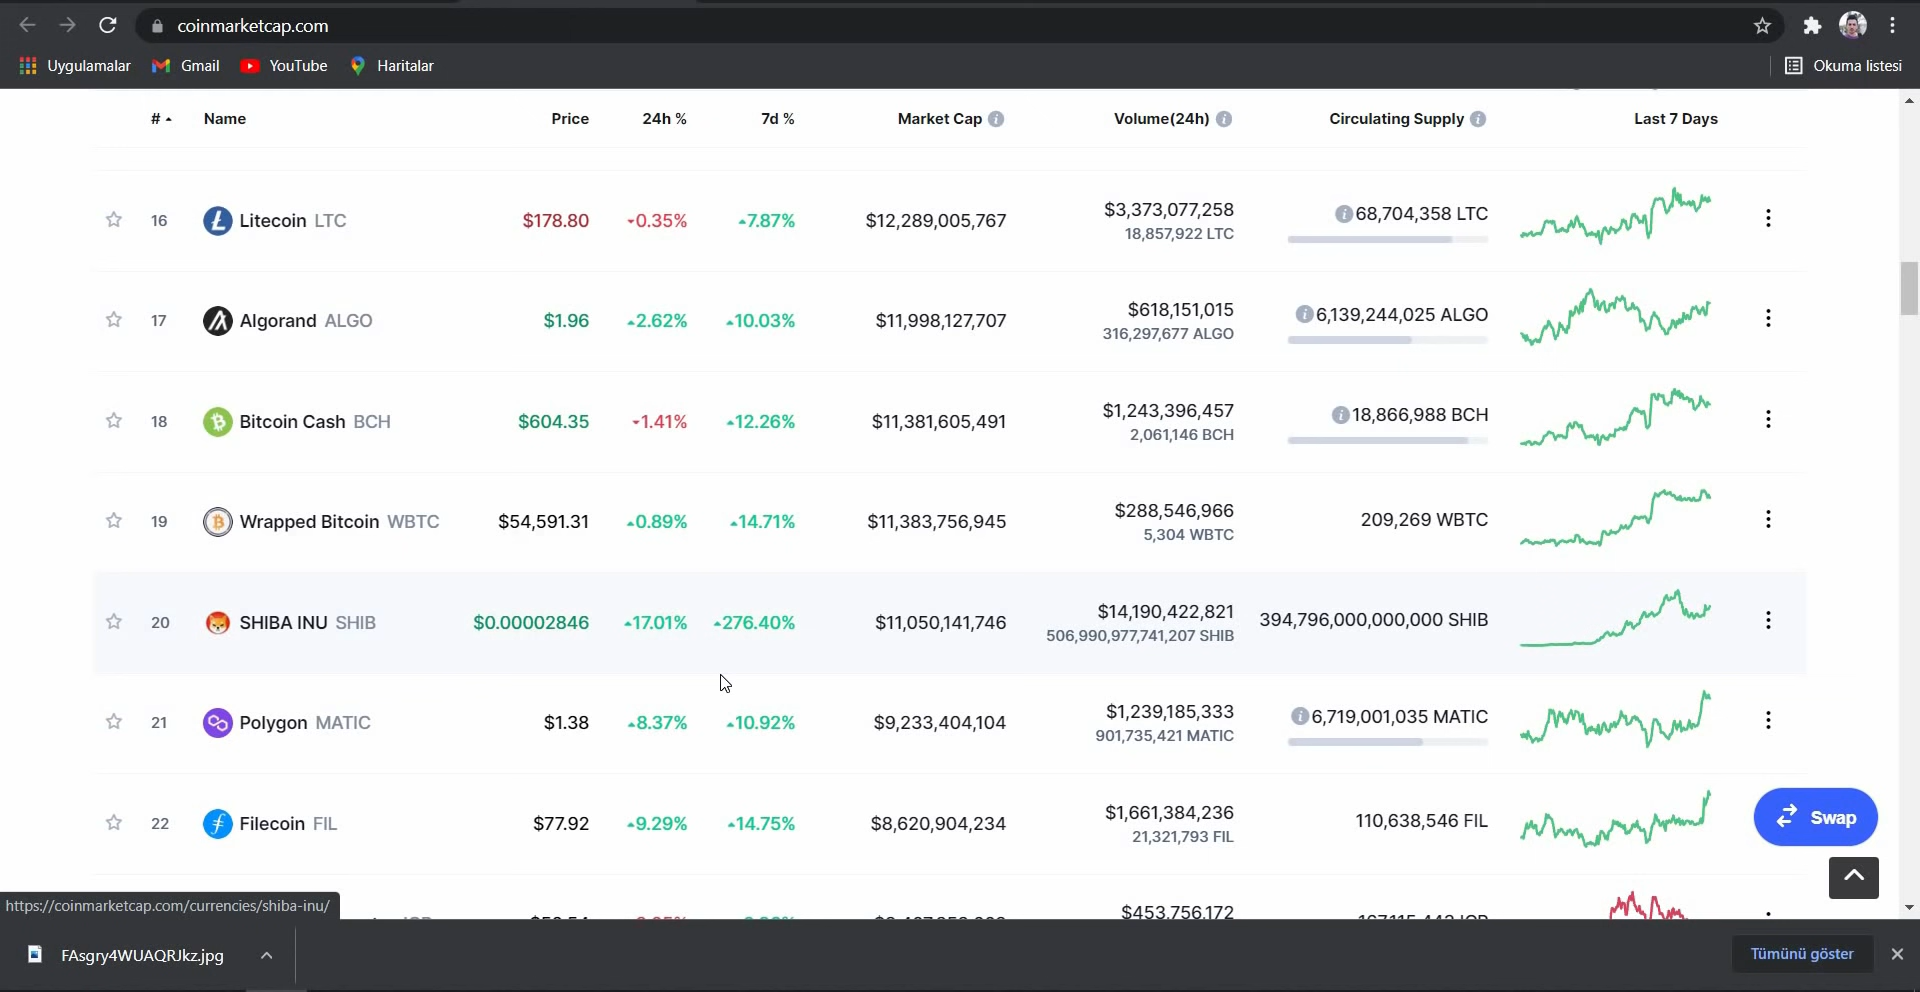 coinmarketcap.com
Uygulamalar Gmail YouTube Haritalar Okuma listesi
# Name Price 24h % 7d % Market Cap Volume(24h) Circulating Supply Last 7 Days
16 Litecoin LTC $178.80 0.35% 7.87% $12,289,005,767 $3,373,077,258 68,704,358 LTC
18,857,922 LTC
17 Algorand ALGO $1.96 2.62% 10.03% $11,998,127,707 $618,151,015 6,139,244,025 ALGO
316,297,677 ALGO
18 Bitcoin Cash BCH $604.35 1.41% 12.26% $11,381,605,491 $1,243,396,457 18,866,988 BCH
2,061,146 BCH
19 Wrapped Bitcoin WBTC $54,591.31 0.89% 14.71% $11,383,756,945 $288,546,966 209,269 WBTC
5,304 WBTC
20 SHIBA INU SHIB $0.00002846 17.01% 276.40% $11,050,141,746 $14,190,422,821 394,796,000,000,000 SHIB
506,990,977,741,207 SHIB
21 Polygon MATIC $1.38 8.37% 10.92% $9,233,404,104 $1,239,185,333 6,719,001,035 MATIC
901,735,421 MATIC
22 Filecoin FIL $77.92 9.29% 14.75% $8,620,904,234 $1,661,384,236 110,638,546 FIL
21,321,793 FIL
Swap
https://coinmarketcap.com/currencies/shiba-inu/
$453,756,172
FAsgry4WUAQRJkz.jpg Tümünü göster